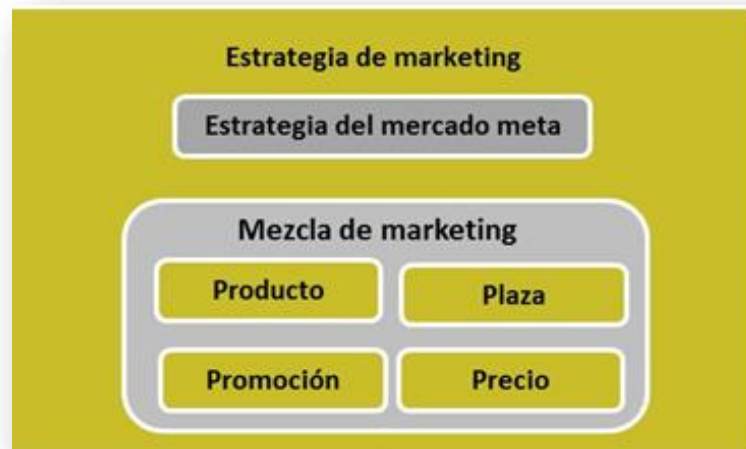 Estrategia de marketing
Estrategia del mercado meta
Mezcla de marketing
Producto
Plaza
Promoción
Precio